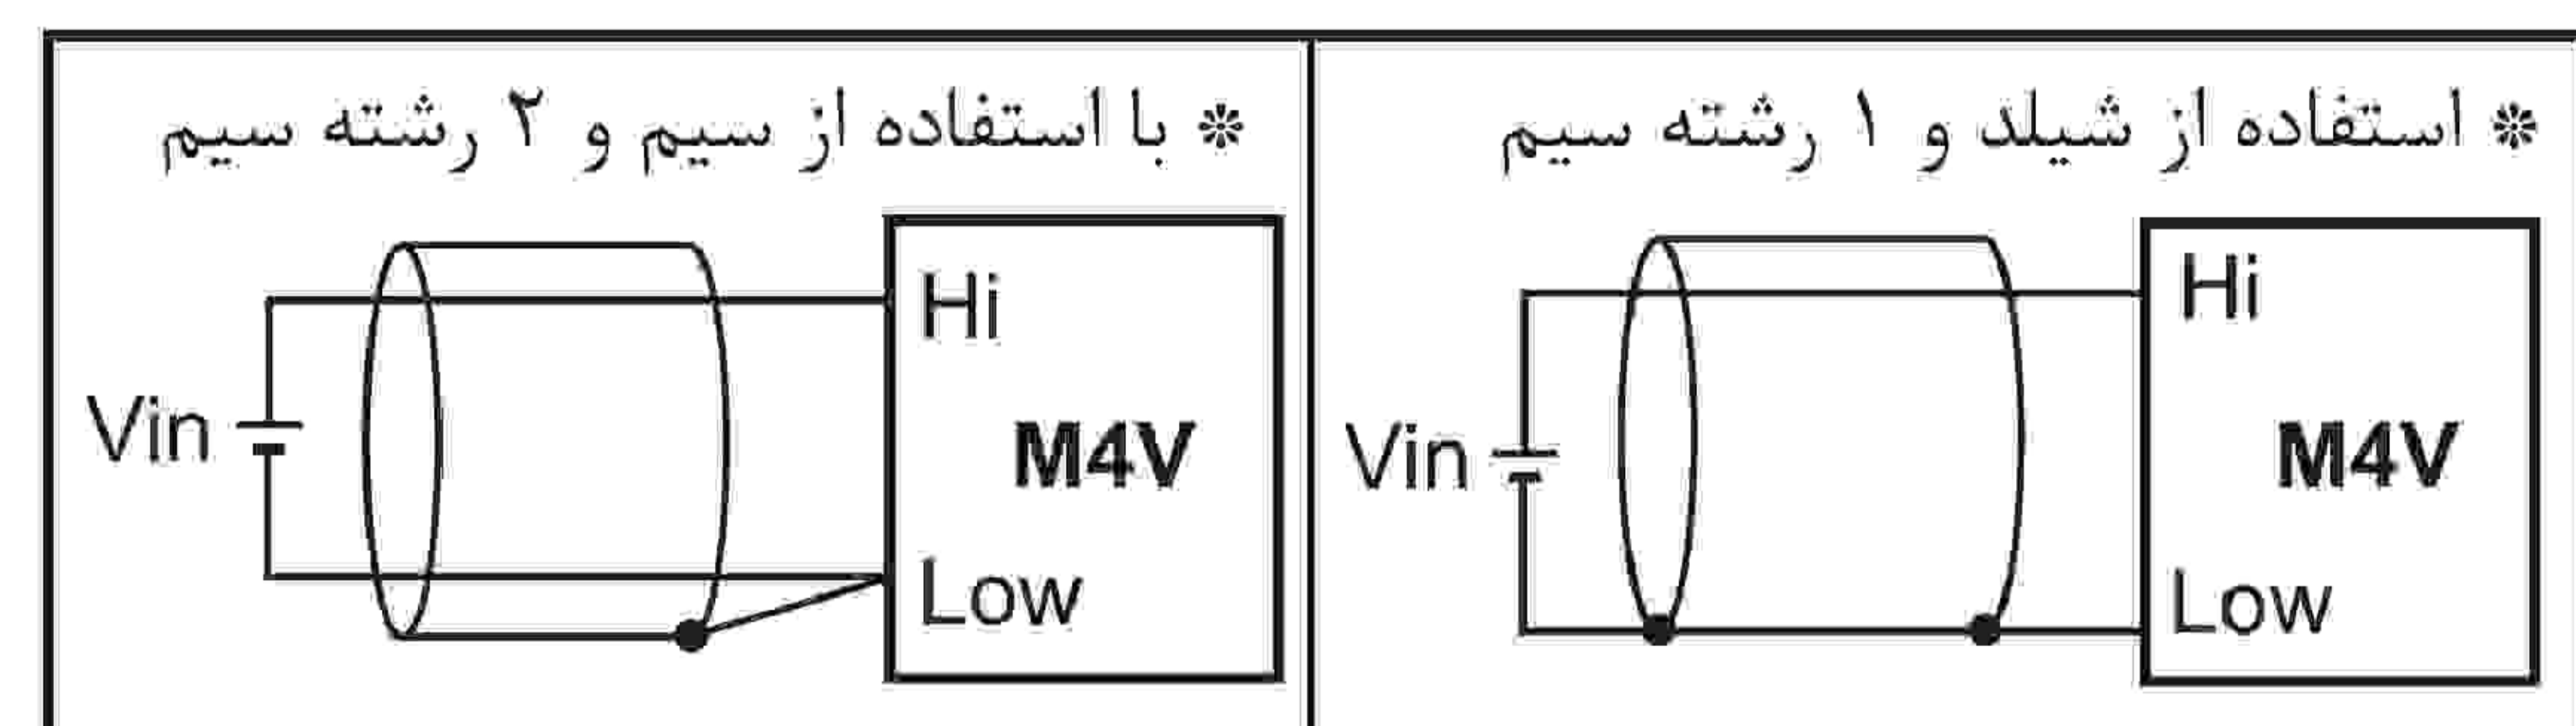 * استفاده از شیلد و ۱ رشته سیم
Hi
Vin
M4V
Low
* با استفاده از سیم و ۲ رشته سیم
Hi
Vin
M4V
Low